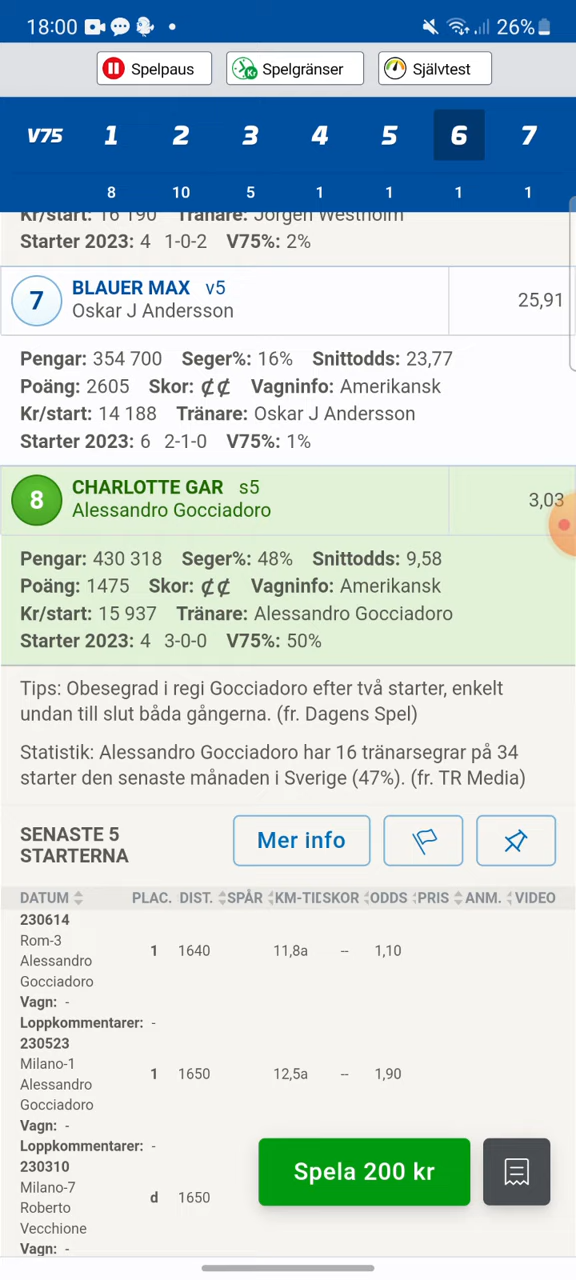 18:00 26%
Spelpaus Spelgränser Självtest
V75 1 2 3 4 5 6 7
8 10 5 1 1 1 1
Kr/start: 16 190 Tränare: Jörgen Westholm
Starter 2023: 4 1-0-2 V75%: 2%
7 BLAUER MAX v5 25,91
Oskar J Andersson
Pengar: 354 700 Seger%: 16% Snittodds: 23,77
Poäng: 2605 Skor: ₵ ₵ Vagninfo: Amerikansk
Kr/start: 14 188 Tränare: Oskar J Andersson
Starter 2023: 6 2-1-0 V75%: 1%
8 CHARLOTTE GAR s5 3,03
Alessandro Gocciadoro
Pengar: 430 318 Seger%: 48% Snittodds: 9,58
Poäng: 1475 Skor: ₵ ₵ Vagninfo: Amerikansk
Kr/start: 15 937 Tränare: Alessandro Gocciadoro
Starter 2023: 4 3-0-0 V75%: 50%
Tips: Obesegrad i regi Gocciadoro efter två starter, enkelt
undan till slut båda gångerna. (fr. Dagens Spel)
Statistik: Alessandro Gocciadoro har 16 tränarsegrar på 34
starter den senaste månaden i Sverige (47%). (fr. TR Media)
SENASTE 5
STARTERNA
Mer info
DATUM PLAC. DIST. SPÅR KM-TID SKOR ODDS PRIS ANM. VIDEO
230614
Rom-3
Alessandro
Gocciadoro
1 1640 11,8a -- 1,10
Vagn: -
Loppkommentarer: -
230523
Milano-1
Alessandro
Gocciadoro
1 1650 12,5a -- 1,90
Vagn: -
Loppkommentarer: -
230310
Milano-7
Roberto
Vecchione
d 1650
Vagn: -
Spela 200 kr